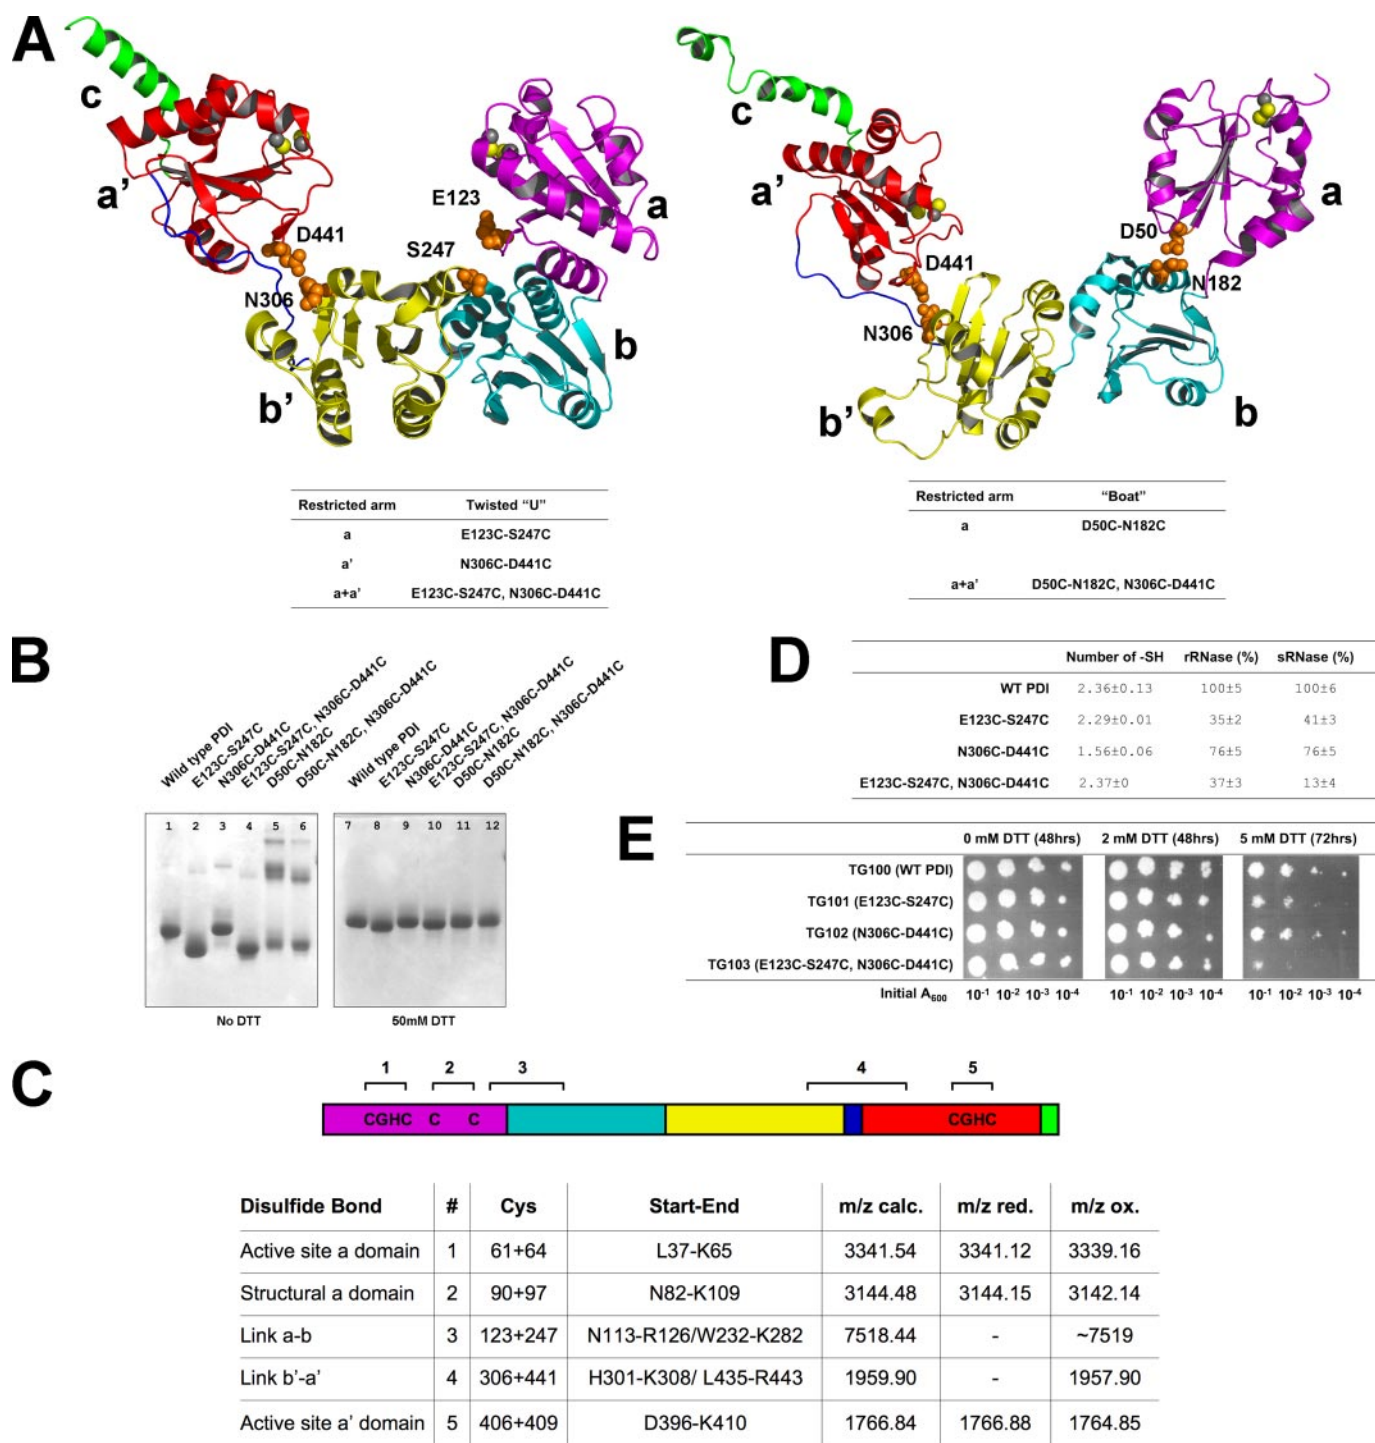 A
c
a'
D441
N306
b'
E123
S247
a
b
c
a'
D441
N306
b'
D50
N182
a
b
Restricted arm Twisted “U”
a E123C-S247C
a' N306C-D441C
a+a' E123C-S247C, N306C-D441C
Restricted arm “Boat”
a D50C-N182C
a+a' D50C-N182C, N306C-D441C
B
Wild type PDI
E123C-S247C
N306C-D441C
E123C-S247C, N306C-D441C
D50C-N182C
D50C-N182C, N306C-D441C
Wild type PDI
E123C-S247C
N306C-D441C
E123C-S247C, N306C-D441C
D50C-N182C
D50C-N182C, N306C-D441C
1 2 3 4 5 6
7 8 9 10 11 12
No DTT
50mM DTT
D
Number of -SH rRNase (%) sRNase (%)
WT PDI 2.36±0.13 100±5 100±6
E123C-S247C 2.29±0.01 35±2 41±3
N306C-D441C 1.56±0.06 76±5 76±5
E123C-S247C, N306C-D441C 2.37±0 37±3 13±4
E
0 mM DTT (48hrs) 2 mM DTT (48hrs) 5 mM DTT (72hrs)
TG100 (WT PDI)
TG101 (E123C-S247C)
TG102 (N306C-D441C)
TG103 (E123C-S247C, N306C-D441C)
Initial A600 10-1 10-2 10-3 10-4 10-1 10-2 10-3 10-4 10-1 10-2 10-3 10-4
C
1 2 3 4 5
CGHC C C CGHC
Disulfide Bond # Cys Start-End m/z calc. m/z red. m/z ox.
Active site a domain 1 61+64 L37-K65 3341.54 3341.12 3339.16
Structural a domain 2 90+97 N82-K109 3144.48 3144.15 3142.14
Link a-b 3 123+247 N113-R126/W232-K282 7518.44 - ~7519
Link b'-a' 4 306+441 H301-K308/ L435-R443 1959.90 - 1957.90
Active site a' domain 5 406+409 D396-K410 1766.84 1766.88 1764.85